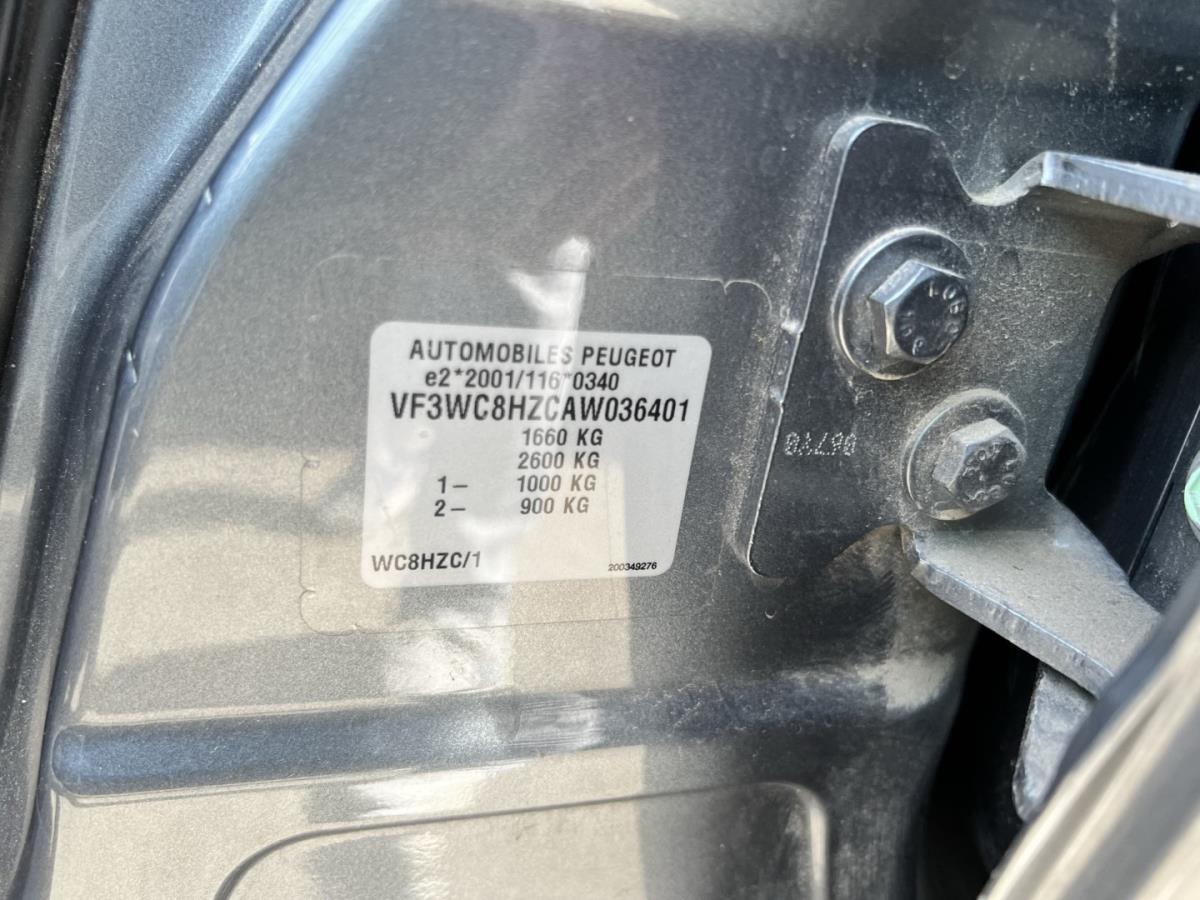 AUTOMOBILES PEUGEOT
e2*2001/116*0340
VF3WC8HZCAW036401
1660 KG
2600 KG
1– 1000 KG
2– 900 KG
WC8HZC/1
200349276